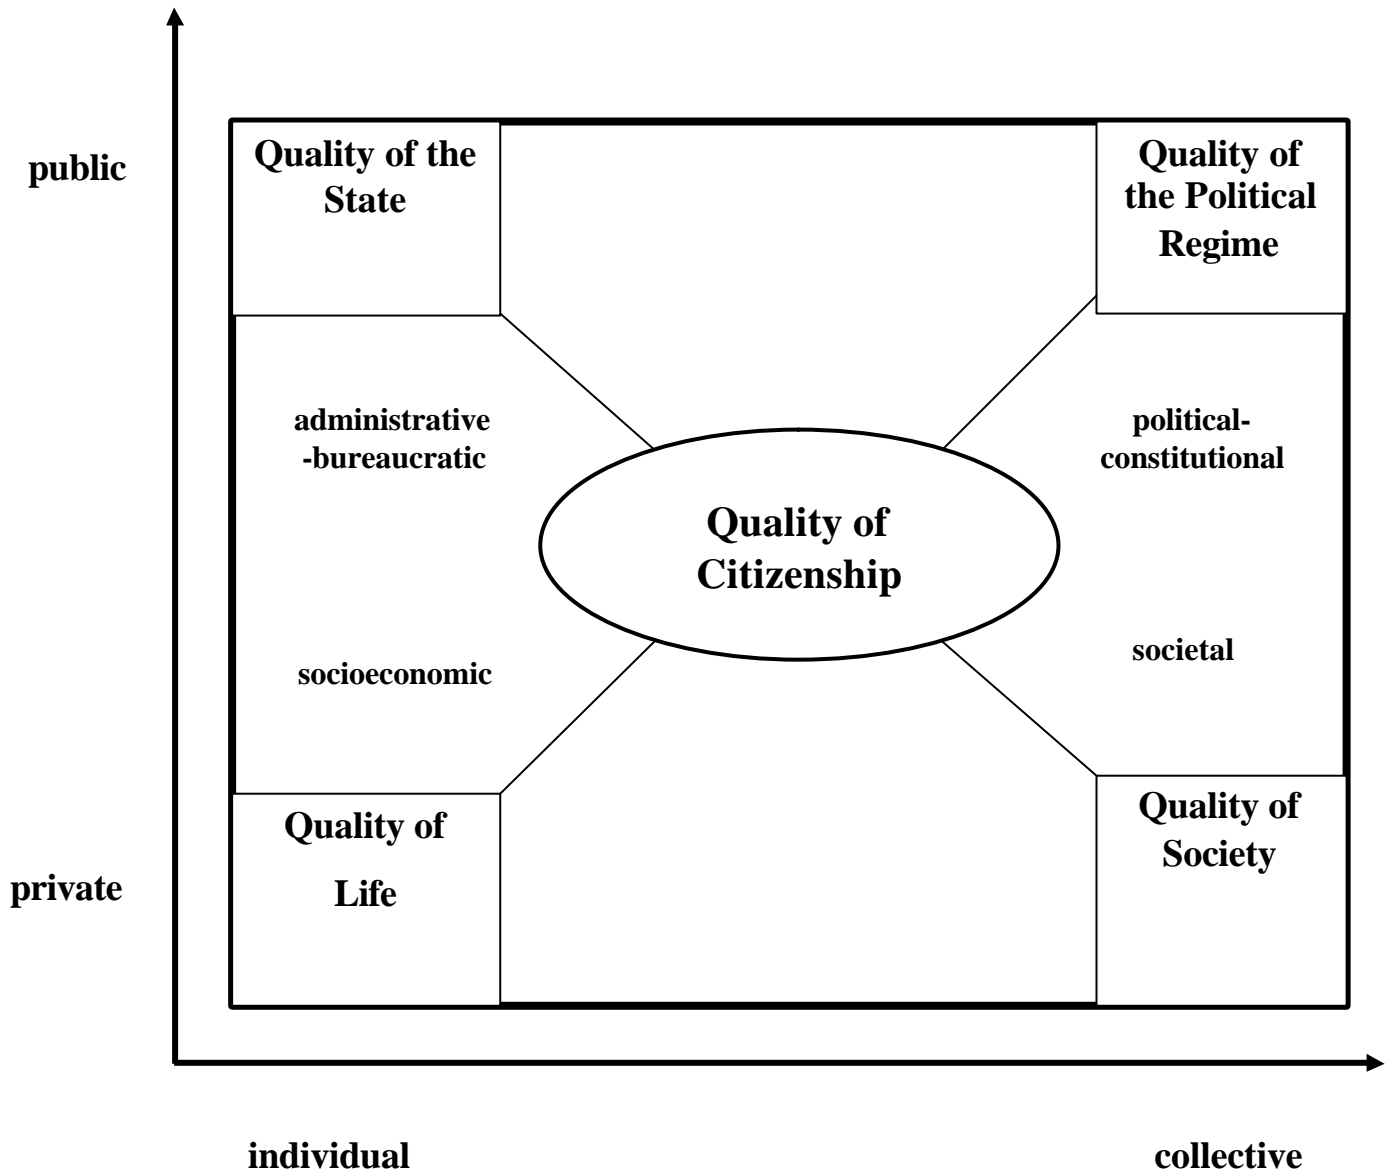 public
Quality of the
State
Quality of
the Political
Regime
administrative
-bureaucratic
political-
constitutional
Quality of
Citizenship
socioeconomic
societal
Quality of
Life
Quality of
Society
private
individual
collective